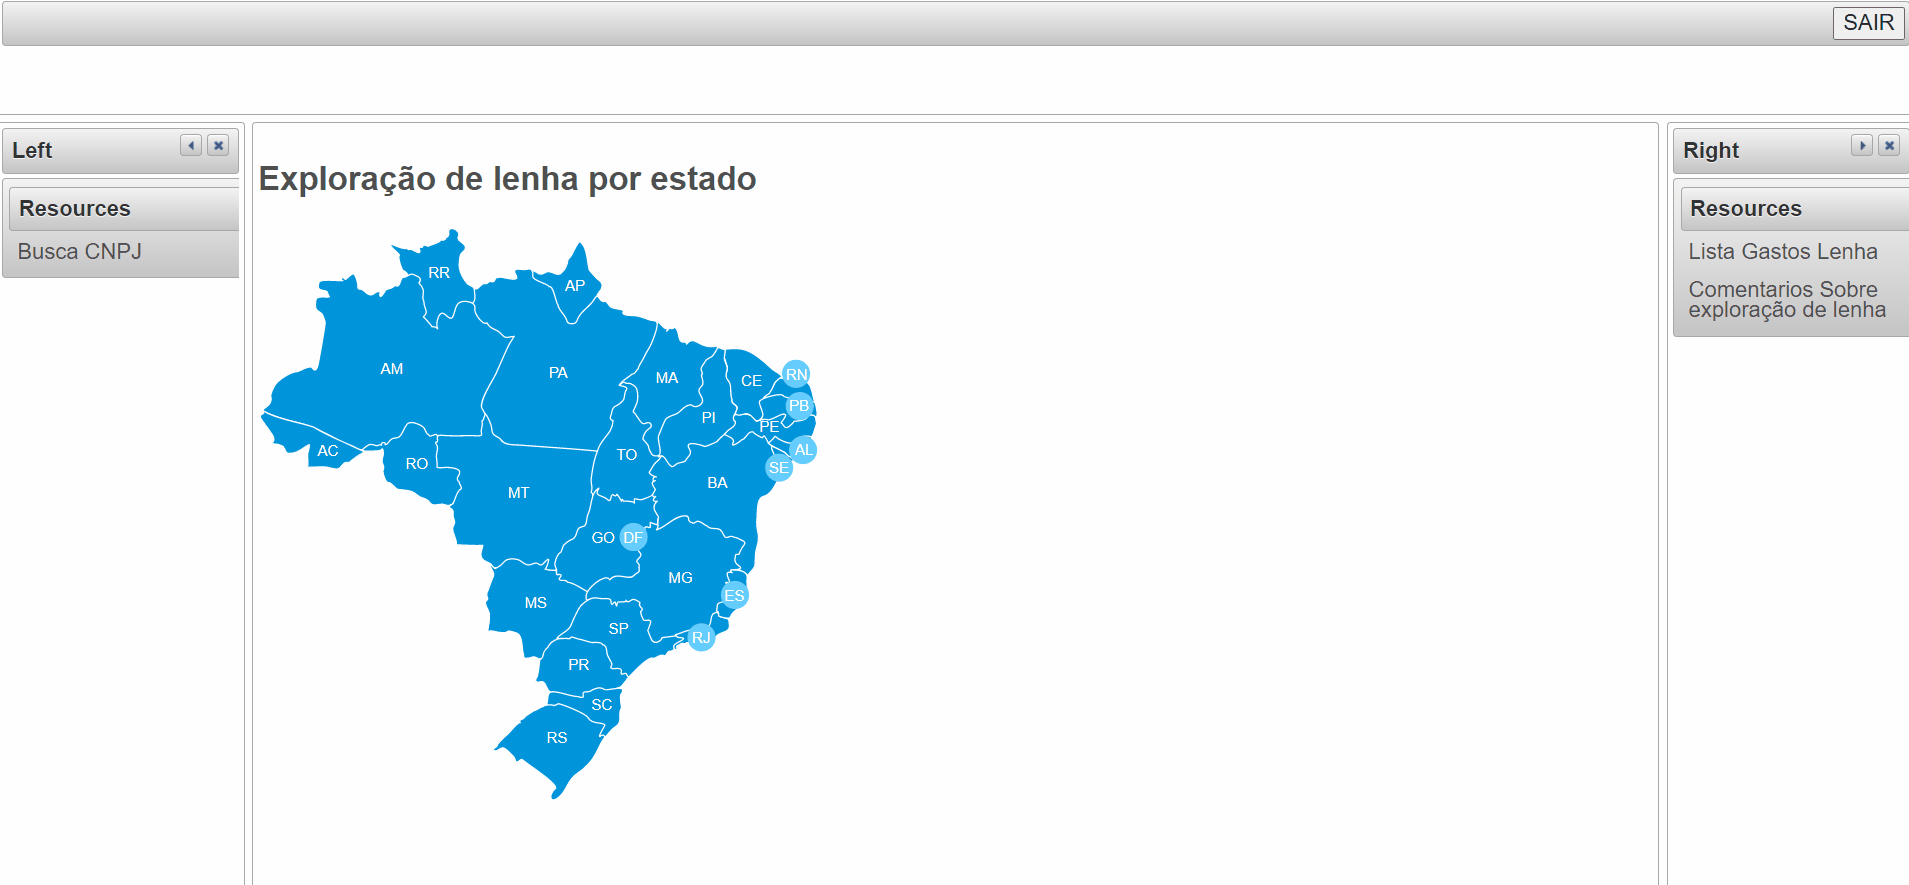 SAIR
Left
Resources
Busca CNPJ
Exploração de lenha por estado
RR
AP
AM
PA
MA
CE
RN
PB
PI
PE
AC
RO
TO
AL
SE
MT
BA
GO
DF
MG
MS
ES
SP
RJ
PR
SC
RS
Right
Resources
Lista Gastos Lenha
Comentarios Sobre
exploração de lenha